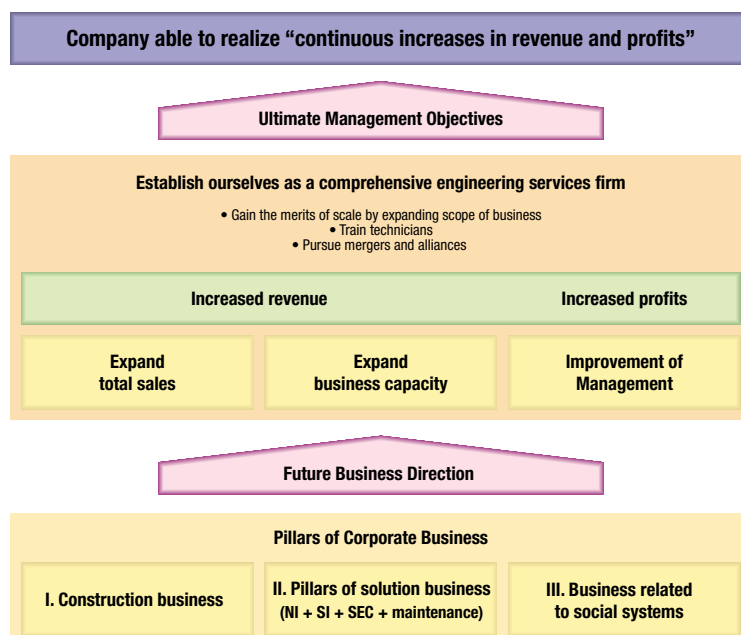 Company able to realize “continuous increases in revenue and profits”
Ultimate Management Objectives
Establish ourselves as a comprehensive engineering services firm
• Gain the merits of scale by expanding scope of business
• Train technicians
• Pursue mergers and alliances
Increased revenue
Increased profits
Expand
total sales
Expand
business capacity
Improvement of
Management
Future Business Direction
Pillars of Corporate Business
I. Construction business
II. Pillars of solution business
(NI + SI + SEC + maintenance)
III. Business related
to social systems